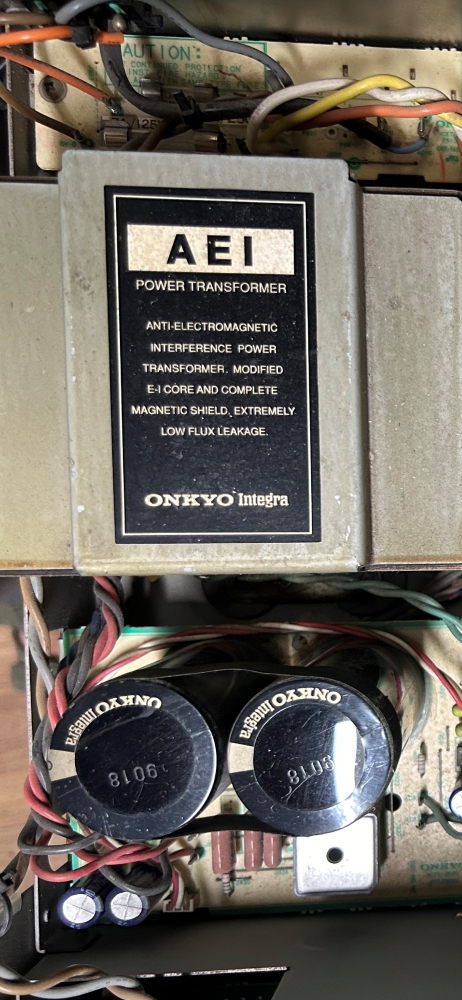 CAUTION:
AEI
POWER TRANSFORMER
ANTI-ELECTROMAGNETIC
INTERFERENCE POWER
TRANSFORMER. MODIFIED
E-I CORE AND COMPLETE
MAGNETIC SHIELD, EXTREMELY
LOW FLUX LEAKAGE.
ONKYO Integra
ONKYO Integra
9018
ONKYO Integra
9018